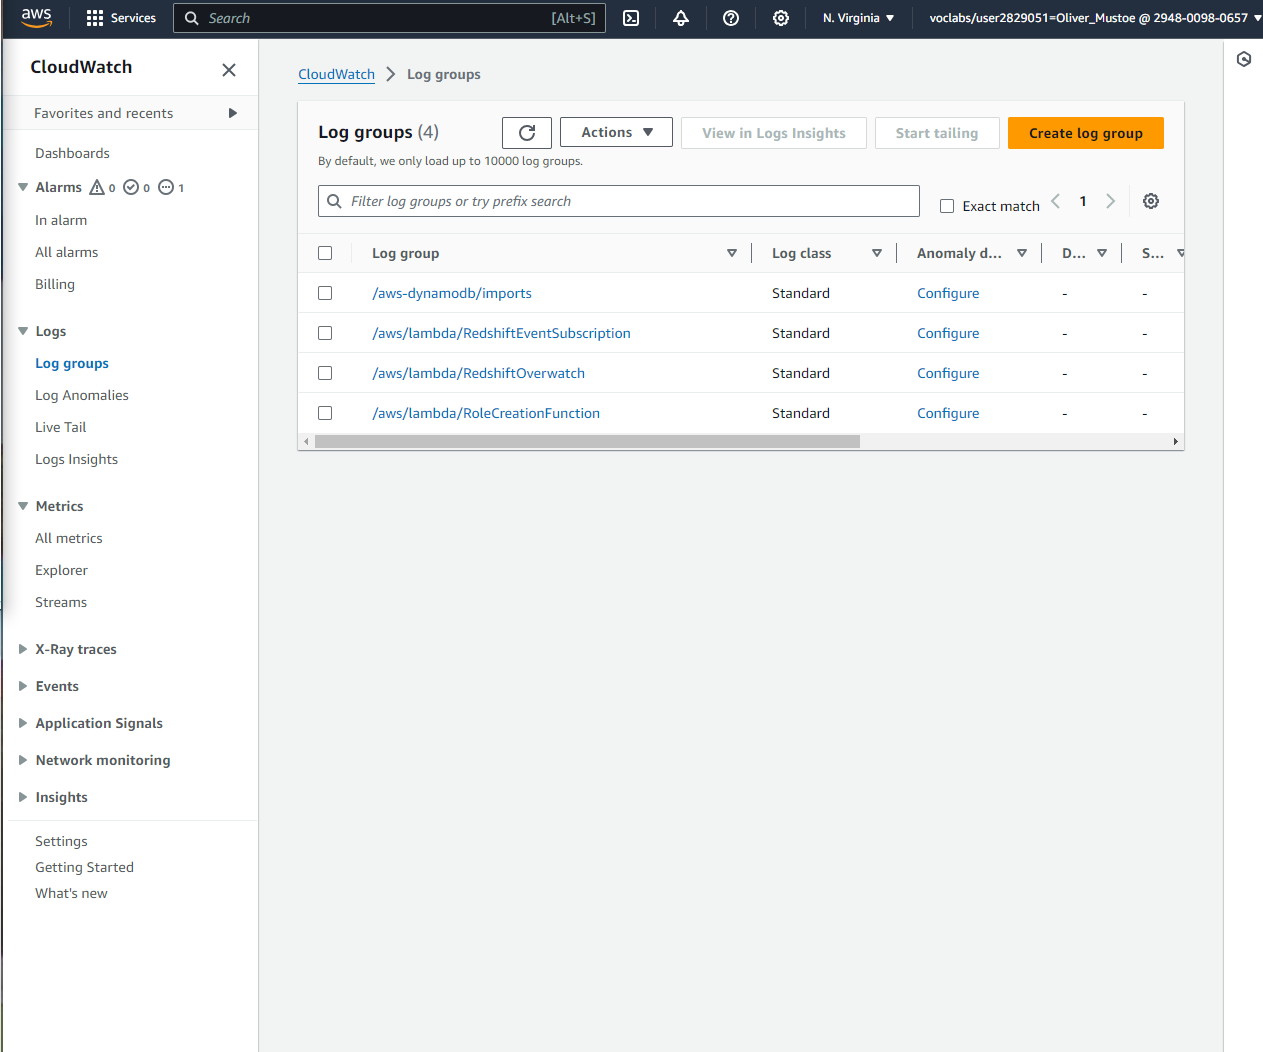 aws
Services
Search
[Alt+S]
N. Virginia
voclabs/user2829051=Oliver_Mustoe @ 2948-0098-0657
CloudWatch
Favorites and recents
Dashboards
Alarms 0 0 1
In alarm
All alarms
Billing
Logs
Log groups
Log Anomalies
Live Tail
Logs Insights
Metrics
All metrics
Explorer
Streams
X-Ray traces
Events
Application Signals
Network monitoring
Insights
Settings
Getting Started
What's new
CloudWatch Log groups
Log groups (4)
Actions
View in Logs Insights
Start tailing
Create log group
By default, we only load up to 10000 log groups.
Filter log groups or try prefix search
Exact match
1
Log group Log class Anomaly d... D... S...
/aws-dynamodb/imports Standard Configure - -
/aws/lambda/RedshiftEventSubscription Standard Configure - -
/aws/lambda/RedshiftOverwatch Standard Configure - -
/aws/lambda/RoleCreationFunction Standard Configure - -